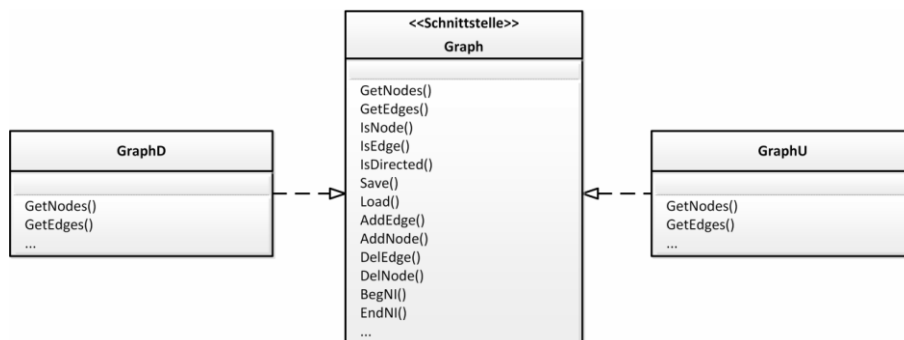 <<Schnittstelle>>
Graph
GetNodes()
GetEdges()
IsNode()
IsEdge()
IsDirected()
Save()
Load()
AddEdge()
AddNode()
DelEdge()
DelNode()
BegNI()
EndNI()
...
GraphD
GetNodes()
GetEdges()
...
GraphU
GetNodes()
GetEdges()
...